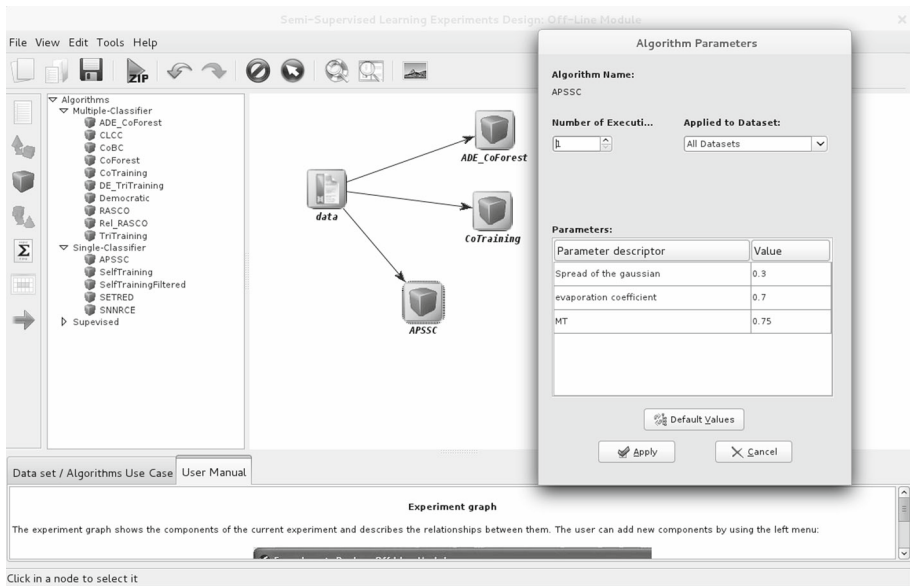 Semi-Supervised Learning Experiments Design: Off-Line Module
File View Edit Tools Help
ZIP
Algorithms
Multiple-Classifier
ADE_CoForest
CLCC
CoBC
CoForest
CoTraining
DE_TriTraining
Democratic
RASCO
Rel_RASCO
TriTraining
Single-Classifier
APSSC
SelfTraining
SelfTrainingFiltered
SETRED
SNNRCE
Supevised
data
ADE_CoForest
CoTraining
APSSC
Algorithm Parameters
Algorithm Name:
APSSC
Number of Executi... Applied to Dataset:
1 All Datasets
Parameters:
Parameter descriptor Value
Spread of the gaussian 0.3
evaporation coefficient 0.7
MT 0.75
Default Values
Apply Cancel
Data set / Algorithms Use Case User Manual
Experiment graph
The experiment graph shows the components of the current experiment and describes the relationships between them. The user can add new components by using the left menu:
Click in a node to select it